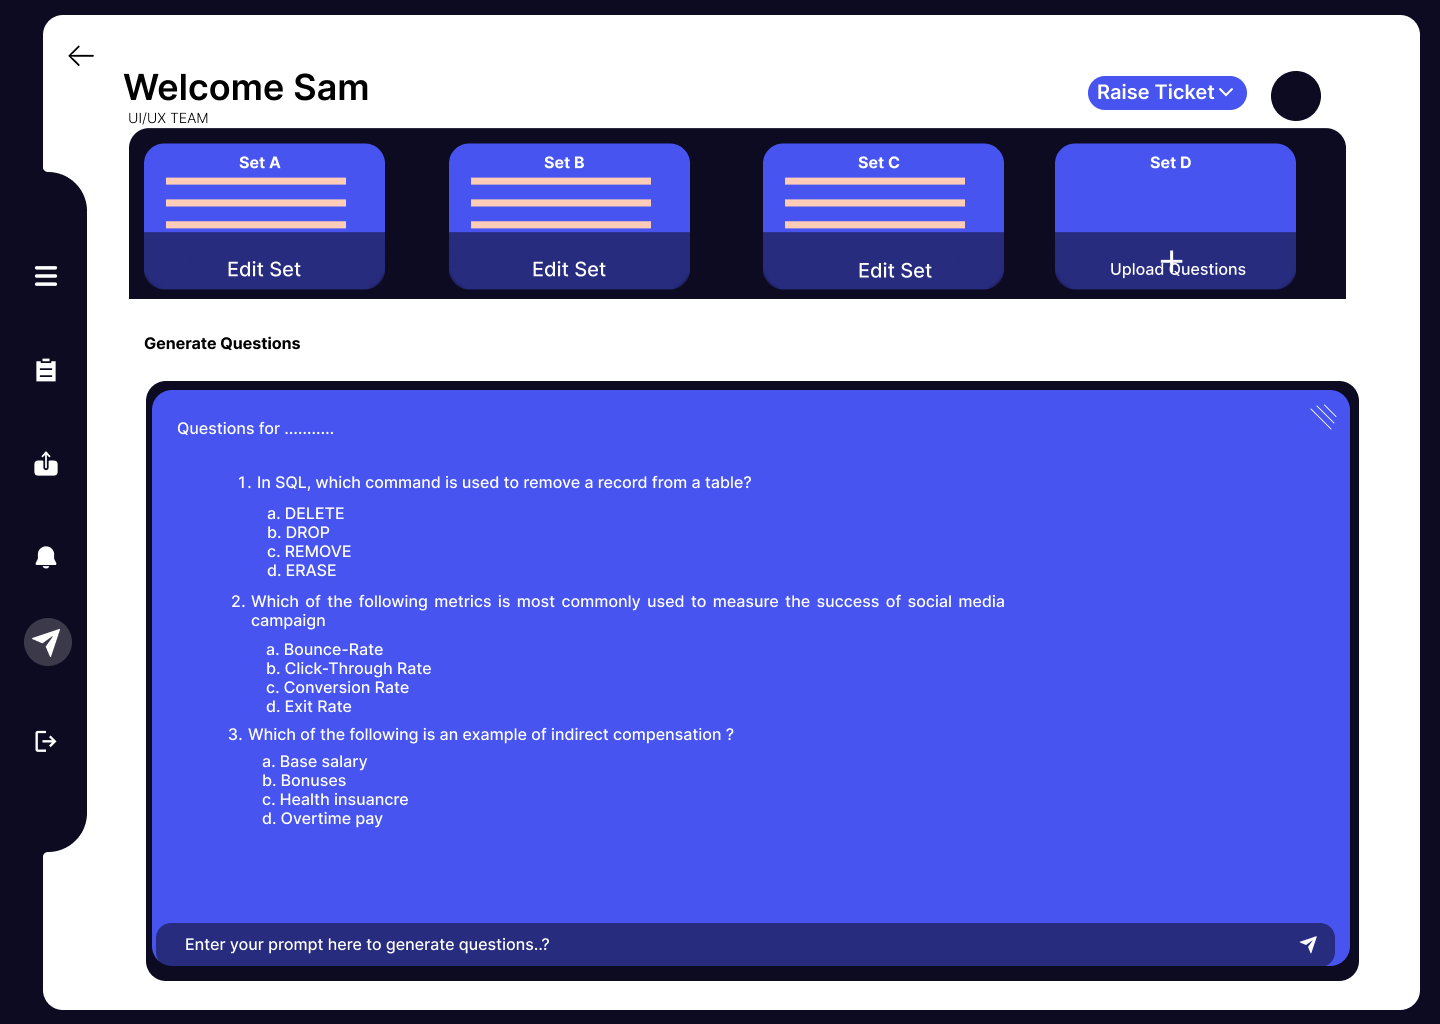 Welcome Sam
UI/UX TEAM
Raise Ticket
Set A
Set B
Set C
Set D
Edit Set
Edit Set
Edit Set
Upload Questions
Generate Questions
Questions for ...........
1. In SQL, which command is used to remove a record from a table?
a. DELETE
b. DROP
c. REMOVE
d. ERASE
2. Which of the following metrics is most commonly used to measure the success of social media
campaign
a. Bounce-Rate
b. Click-Through Rate
c. Conversion Rate
d. Exit Rate
3. Which of the following is an example of indirect compensation ?
a. Base salary
b. Bonuses
c. Health insuancre
d. Overtime pay
Enter your prompt here to generate questions..?